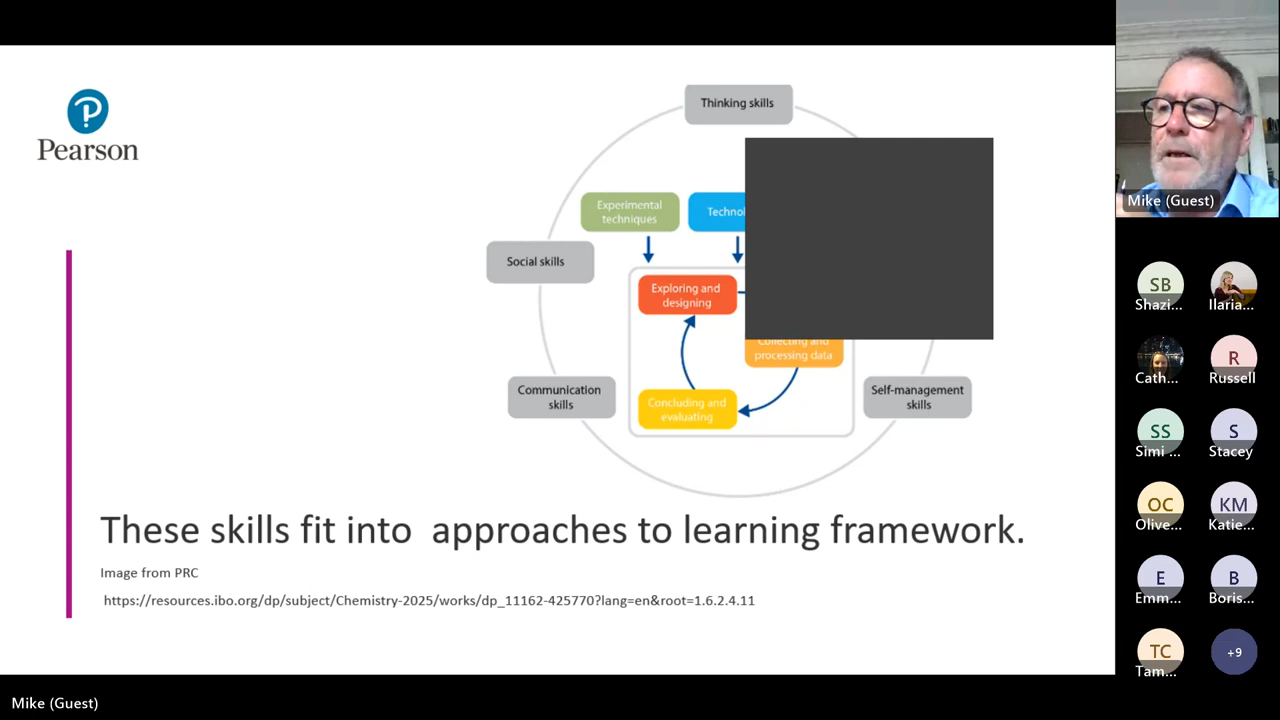 Pearson
Thinking skills
Experimental
techniques
Social skills
Exploring and
designing
Collecting and
processing data
Communication
skills
Concluding and
evaluating
Self-management
skills
These skills fit into  approaches to learning framework.
Image from PRC
https://resources.ibo.org/dp/subject/Chemistry-2025/works/dp_11162-425770?lang=en&root=1.6.2.4.11
Mike (Guest)
SB
Shazi...
Ilaria...
Cath...
R
Russell
SS
Simi ...
S
Stacey
OC
Olive...
KM
Katie...
E
Emm...
B
Boris...
TC
Tam...
+9
Mike (Guest)